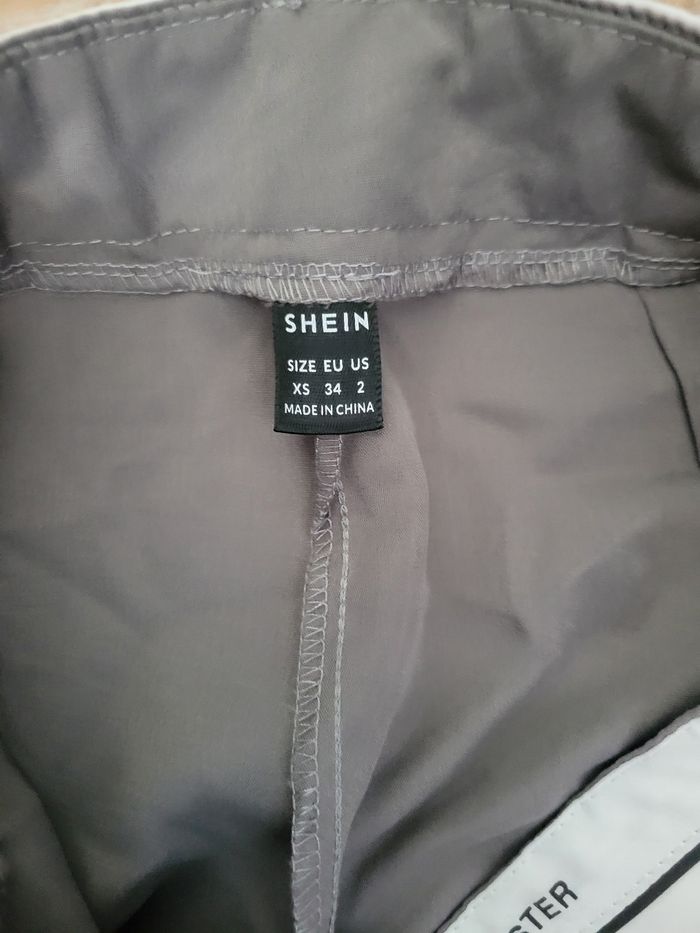 SHEIN
SIZE EU US
XS 34 2
MADE IN CHINA